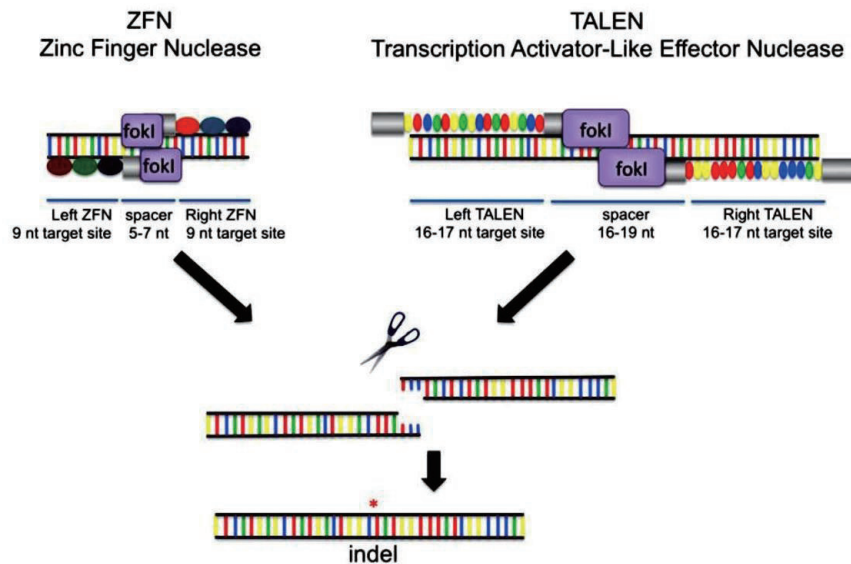 ZFN
Zinc Finger Nuclease
TALEN
Transcription Activator-Like Effector Nuclease
fokI
fokI
fokI
fokI
Left ZFN
9 nt target site
spacer
5-7 nt
Right ZFN
9 nt target site
Left TALEN
16-17 nt target site
spacer
16-19 nt
Right TALEN
16-17 nt target site
*
indel